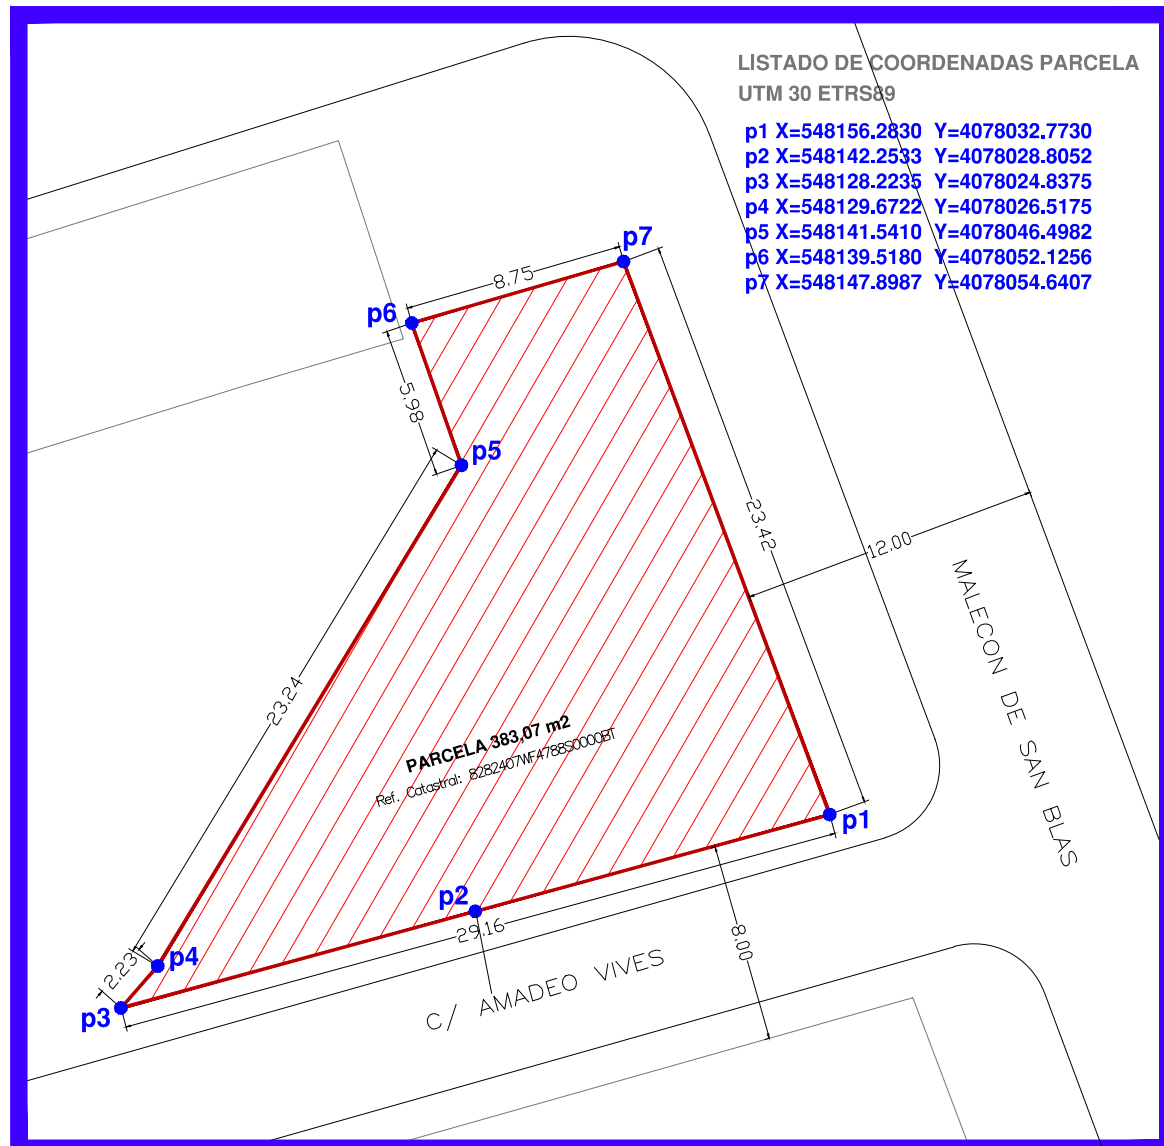 LISTADO DE COORDENADAS PARCELA
UTM 30 ETRS89
p1 X=548156.2830 Y=4078032.7730
p2 X=548142.2533 Y=4078028.8052
p3 X=548128.2235 Y=4078024.8375
p4 X=548129.6722 Y=4078026.5175
p5 X=548141.5410 Y=4078046.4982
p6 X=548139.5180 Y=4078052.1256
p7 X=548147.8987 Y=4078054.6407
p7
8.75
p6
5.98
p5
23.42
12.00
MALECON DE SAN BLAS
23.24
PARCELA 383,07 m2
Ref. Catastral: 8282407WF4788S0000BT
p1
p2
29.16
8.00
p4
2.23
p3
C/ AMADEO VIVES